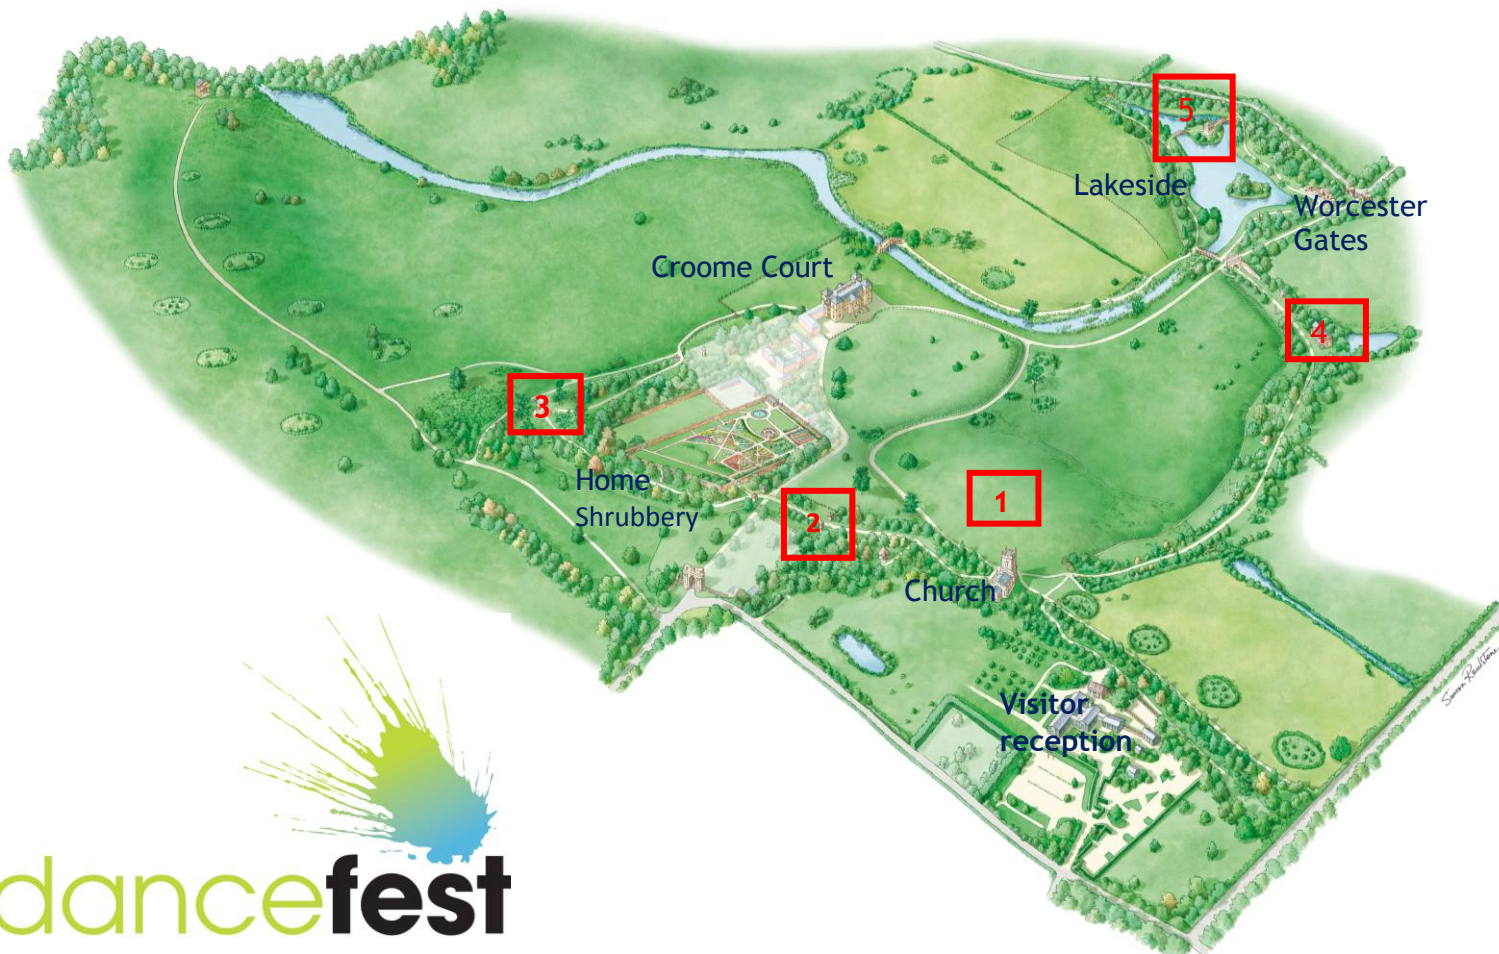 5
Lakeside
Worcester
Gates
Croome Court
4
3
Home
Shrubbery
1
2
Church
Visitor
reception
dancefest